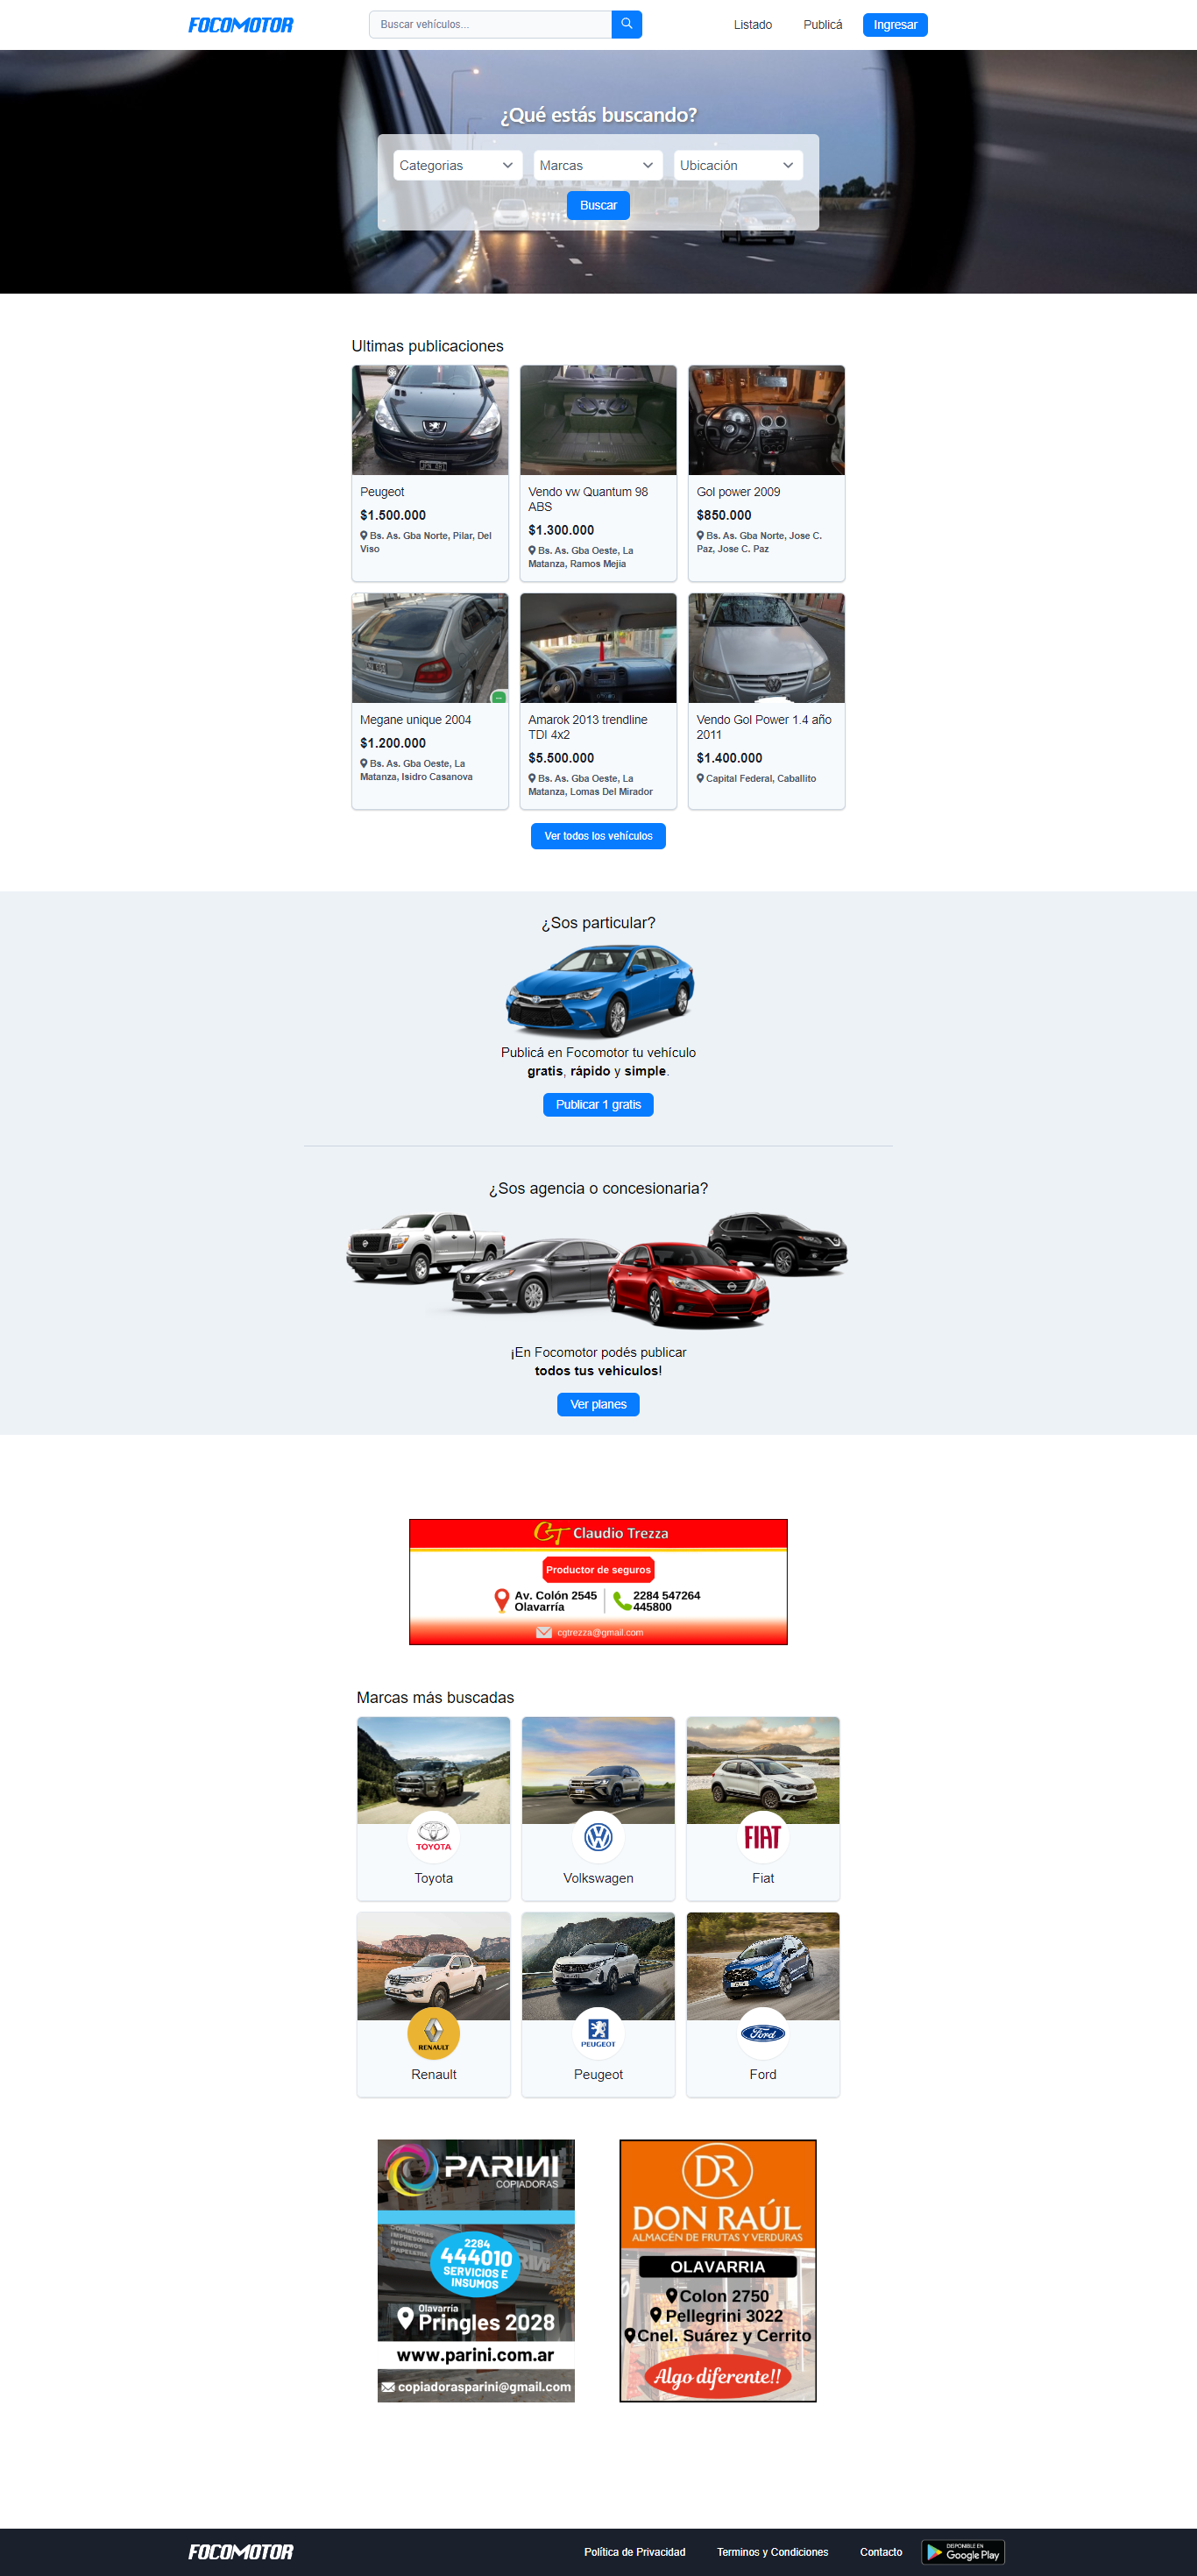 FOCOMOTOR
Buscar vehículos...
Listado
Publicá
Ingresar
¿Qué estás buscando?
Categorias
Marcas
Ubicación
Buscar
Ultimas publicaciones
Peugeot
$1.500.000
Bs. As. Gba Norte, Pilar, Del
Viso
Vendo vw Quantum 98
ABS
$1.300.000
Bs. As. Gba Oeste, La
Matanza, Ramos Mejia
Gol power 2009
$850.000
Bs. As. Gba Norte, Jose C.
Paz, Jose C. Paz
Megane unique 2004
$1.200.000
Bs. As. Gba Oeste, La
Matanza, Isidro Casanova
Amarok 2013 trendline
TDI 4x2
$5.500.000
Bs. As. Gba Oeste, La
Matanza, Lomas Del Mirador
Vendo Gol Power 1.4 año
2011
$1.400.000
Capital Federal, Caballito
Ver todos los vehículos
¿Sos particular?
Publicá en Focomotor tu vehículo
gratis, rápido y simple.
Publicar 1 gratis
¿Sos agencia o concesionaria?
¡En Focomotor podés publicar
todos tus vehiculos!
Ver planes
CT Claudio Trezza
Productor de seguros
Av. Colón 2545
Olavarría
2284 547264
445800
cgtrezza@gmail.com
Marcas más buscadas
TOYOTA
Toyota
Volkswagen
FIAT
Fiat
RENAULT
Renault
PEUGEOT
Peugeot
Ford
Ford
PARINI
COPIADORAS
COPIADORAS
IMPRESORAS
INSUMOS
PAPELERIA
2284
444010
SERVICIOS E
INSUMOS
Olavarría
Pringles 2028
www.parini.com.ar
copiadorasparini@gmail.com
DR
DON RAÚL
ALMACÉN DE FRUTAS Y VERDURAS
OLAVARRIA
Colon 2750
Pellegrini 3022
Cnel. Suárez y Cerrito
Algo diferente!!
FOCOMOTOR
Política de Privacidad
Terminos y Condiciones
Contacto
DISPONIBLE EN
Google Play